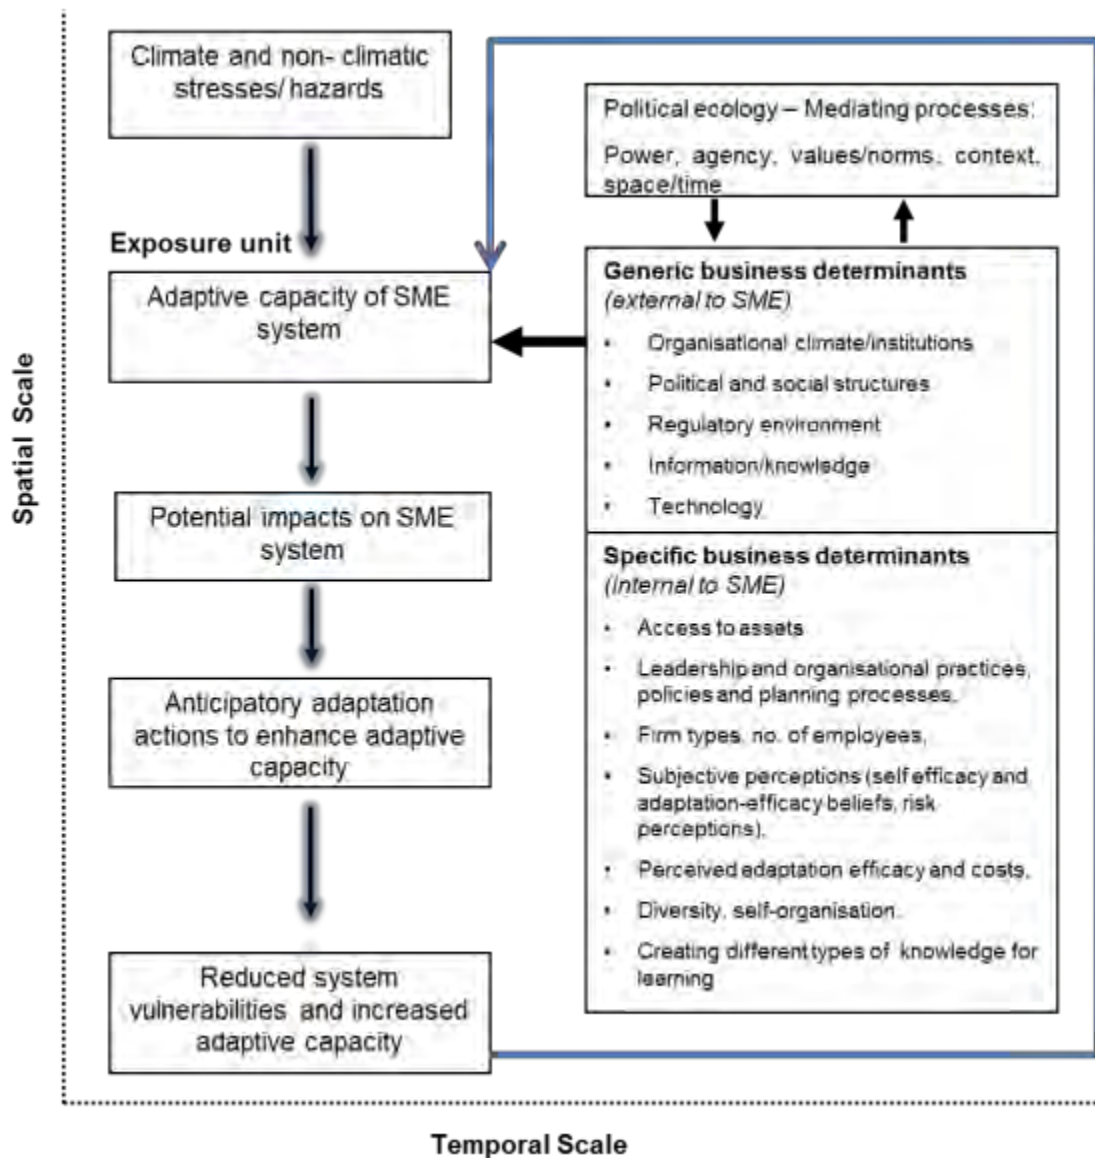 Climate and non- climatic
stresses/ hazards
Exposure unit
Adaptive capacity of SME
system
Potential impacts on SME
system
Anticipatory adaptation
actions to enhance adaptive
capacity
Reduced system
vulnerabilities and increased
adaptive capacity
Political ecology – Mediating processes:
Power, agency, values/norms, context,
space/time
Generic business determinants
(external to SME)
• Organisational climate/institutions
• Political and social structures
• Regulatory environment
• Information/knowledge
• Technology
Specific business determinants
(internal to SME)
• Access to assets
• Leadership and organisational practices,
policies and planning processes,
• Firm types, no. of employees,
• Subjective perceptions (self efficacy and
adaptation-efficacy beliefs, risk
perceptions),
• Perceived adaptation efficacy and costs,
• Diversity, self-organisation,
• Creating different types of knowledge for
learning
Spatial Scale
Temporal Scale